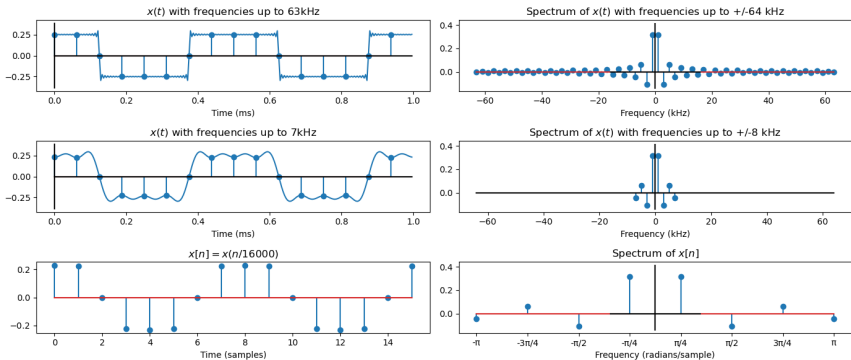 x(t) with frequencies up to 63kHz
0.25
0.00
−0.25
0.0 0.2 0.4 0.6 0.8 1.0
Time (ms)
Spectrum of x(t) with frequencies up to +/-64 kHz
0.4
0.2
0.0
−60 −40 −20 0 20 40 60
Frequency (kHz)
x(t) with frequencies up to 7kHz
0.25
0.00
−0.25
0.0 0.2 0.4 0.6 0.8 1.0
Time (ms)
Spectrum of x(t) with frequencies up to +/-8 kHz
0.4
0.2
0.0
−60 −40 −20 0 20 40 60
Frequency (kHz)
x[n] = x(n/16000)
0.2
0.0
−0.2
0 2 4 6 8 10 12 14
Time (samples)
Spectrum of x[n]
0.4
0.2
0.0
-π -3π/4 -π/2 -π/4 π/4 π/2 3π/4 π
Frequency (radians/sample)